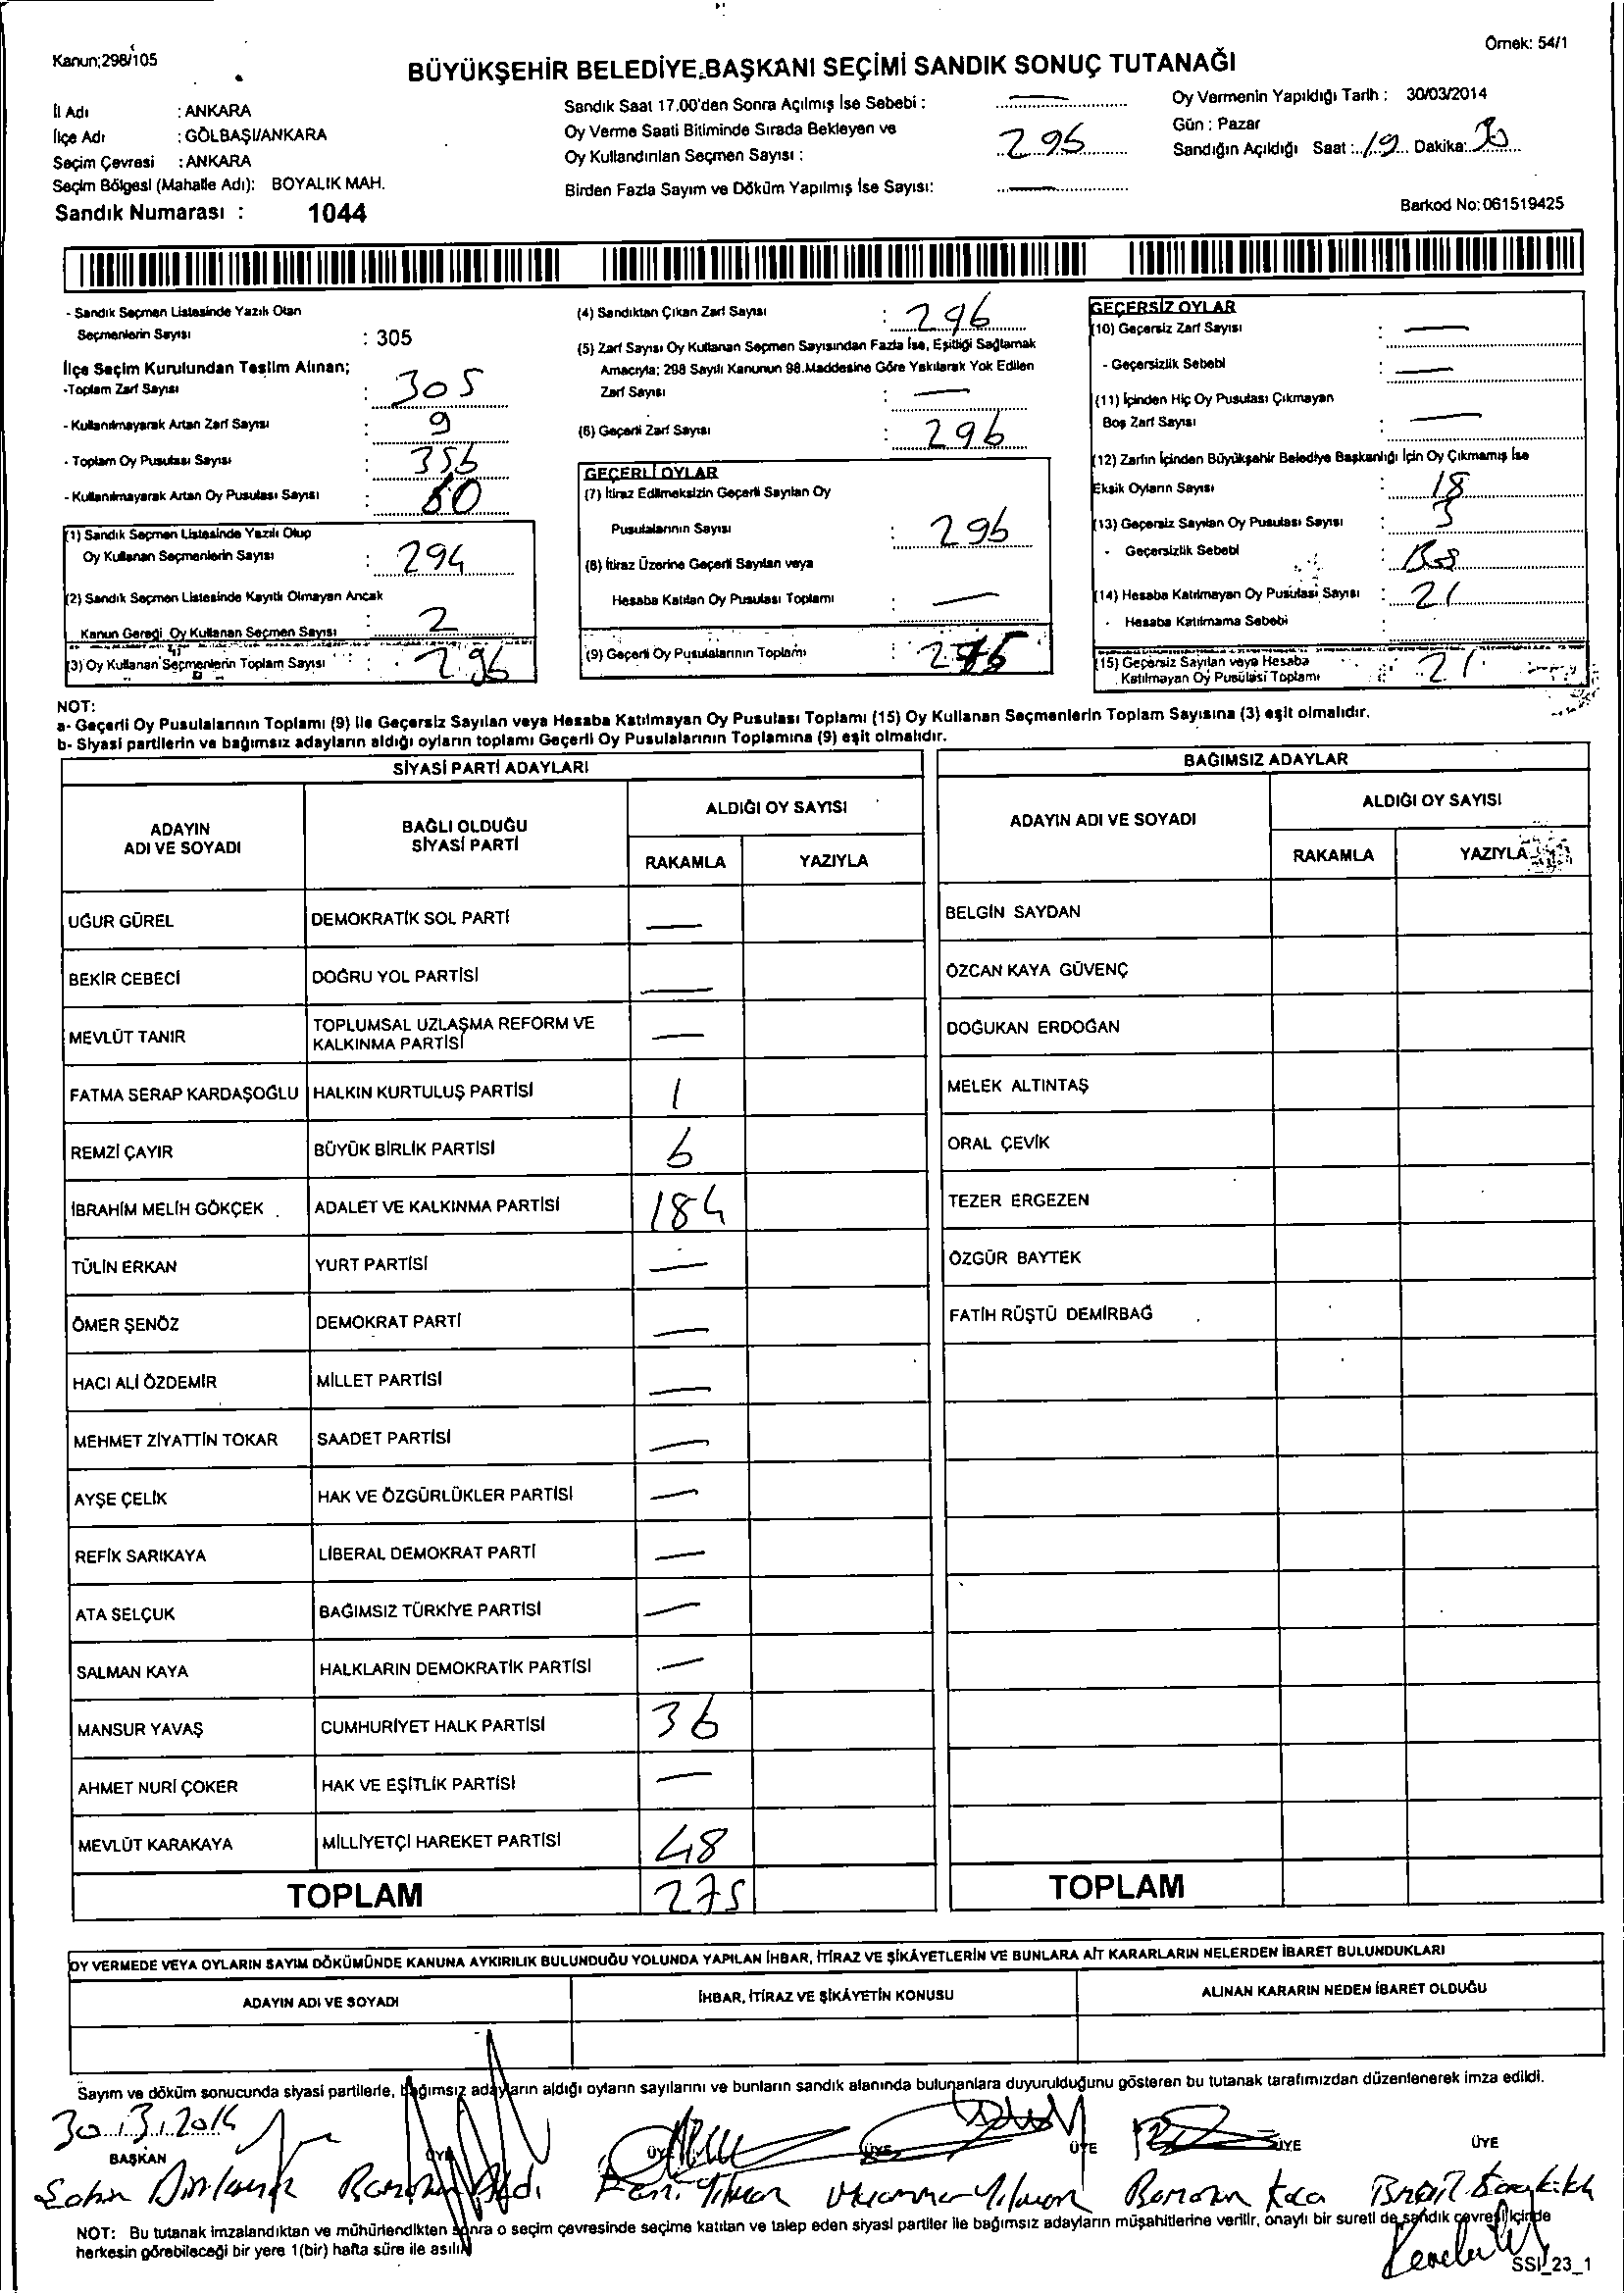 Kanun;298/105
Örnek: 54/1
BÜYÜKŞEHİR BELEDİYE BAŞKANI SEÇİMİ SANDIK SONUÇ TUTANAĞI
İl Adı : ANKARA
İlçe Adı : GÖLBAŞI/ANKARA
Seçim Çevresi : ANKARA
Seçim Bölgesi (Mahalle Adı): BOYALIK MAH.
Sandık Numarası : 1044
Sandık Saat 17.00'den Sonra Açılmış İse Sebebi : —
Oy Verme Saati Bitiminde Sırada Bekleyen ve
Oy Kullandırılan Seçmen Sayısı : 295
Birden Fazla Sayım ve Döküm Yapılmış İse Sayısı: —
Oy Vermenin Yapıldığı Tarih : 30/03/2014
Gün : Pazar
Sandığın Açıldığı Saat : 19 Dakika:
Barkod No: 061519425
- Sandık Seçmen Listesinde Yazılı Olan
Seçmenlerin Sayısı : 305
İlçe Seçim Kurulundan Teslim Alınan;
-Toplam Zarf Sayısı : 305
- Kullanılmayarak Artan Zarf Sayısı : 9
- Toplam Oy Pusulası Sayısı : 356
- Kullanılmayarak Artan Oy Pusulası Sayısı : 60
(1) Sandık Seçmen Listesinde Yazılı Olup
Oy Kullanan Seçmenlerin Sayısı : 294
(2) Sandık Seçmen Listesinde Kayıtlı Olmayan Ancak
Kanun Gereği Oy Kullanan Seçmen Sayısı : 2
(3) Oy Kullanan Seçmenlerin Toplam Sayısı : 296
(4) Sandıktan Çıkan Zarf Sayısı : 296
(5) Zarf Sayısı Oy Kullanan Seçmen Sayısından Fazla İse, Eşitliği Sağlamak
Amacıyla; 298 Sayılı Kanunun 98.Maddesine Göre Yakılarak Yok Edilen
Zarf Sayısı : —
(6) Geçerli Zarf Sayısı : 296
GEÇERLİ OYLAR
(7) İtiraz Edilmeksizin Geçerli Sayılan Oy
Pusulalarının Sayısı : 296
(8) İtiraz Üzerine Geçerli Sayılan veya
Hesaba Katılan Oy Pusulası Toplamı : —
(9) Geçerli Oy Pusulalarının Toplamı :
GEÇERSİZ OYLAR
(10) Geçersiz Zarf Sayısı : —
- Geçersizlik Sebebi : —
(11) İçinden Hiç Oy Pusulası Çıkmayan
Boş Zarf Sayısı : —
(12) Zarfın İçinden Büyükşehir Belediye Başkanlığı İçin Oy Çıkmamış İse
Eksik Oyların Sayısı : 18
(13) Geçersiz Sayılan Oy Pusulası Sayısı : 3
- Geçersizlik Sebebi : Boş
(14) Hesaba Katılmayan Oy Pusulası Sayısı : 21
- Hesaba Katılmama Sebebi :
(15) Geçersiz Sayılan veya Hesaba
Katılmayan Oy Pusulası Toplamı : 21
NOT:
a- Geçerli Oy Pusulalarının Toplamı (9) ile Geçersiz Sayılan veya Hesaba Katılmayan Oy Pusulası Toplamı (15) Oy Kullanan Seçmenlerin Toplam Sayısına (3) eşit olmalıdır.
b- Siyasi partilerin ve bağımsız adayların aldığı oyların toplamı Geçerli Oy Pusulalarının Toplamına (9) eşit olmalıdır.
SİYASİ PARTİ ADAYLARI
ADAYIN ADI VE SOYADI
BAĞLI OLDUĞU SİYASİ PARTİ
ALDIĞI OY SAYISI
RAKAMLA YAZIYLA
UĞUR GÜREL DEMOKRATİK SOL PARTİ —
BEKİR CEBECİ DOĞRU YOL PARTİSİ —
MEVLÜT TANIR TOPLUMSAL UZLAŞMA REFORM VE KALKINMA PARTİSİ —
FATMA SERAP KARDAŞOĞLU HALKIN KURTULUŞ PARTİSİ 1
REMZİ ÇAYIR BÜYÜK BİRLİK PARTİSİ 6
İBRAHİM MELİH GÖKÇEK ADALET VE KALKINMA PARTİSİ 184
TÜLİN ERKAN YURT PARTİSİ —
ÖMER ŞENÖZ DEMOKRAT PARTİ —
HACI ALİ ÖZDEMİR MİLLET PARTİSİ —
MEHMET ZİYATTİN TOKAR SAADET PARTİSİ —
AYŞE ÇELİK HAK VE ÖZGÜRLÜKLER PARTİSİ —
REFİK SARIKAYA LİBERAL DEMOKRAT PARTİ —
ATA SELÇUK BAĞIMSIZ TÜRKİYE PARTİSİ —
SALMAN KAYA HALKLARIN DEMOKRATİK PARTİSİ —
MANSUR YAVAŞ CUMHURİYET HALK PARTİSİ 36
AHMET NURİ ÇOKER HAK VE EŞİTLİK PARTİSİ —
MEVLÜT KARAKAYA MİLLİYETÇİ HAREKET PARTİSİ 48
TOPLAM 275
BAĞIMSIZ ADAYLAR
ADAYIN ADI VE SOYADI
ALDIĞI OY SAYISI
RAKAMLA YAZIYLA
BELGİN SAYDAN
ÖZCAN KAYA GÜVENÇ
DOĞUKAN ERDOĞAN
MELEK ALTINTAŞ
ORAL ÇEVİK
TEZER ERGEZEN
ÖZGÜR BAYTEK
FATİH RÜŞTÜ DEMİRBAĞ
TOPLAM
OY VERMEDE VEYA OYLARIN SAYIM DÖKÜMÜNDE KANUNA AYKIRILIK BULUNDUĞU YOLUNDA YAPILAN İHBAR, İTİRAZ VE ŞİKÂYETLERİN VE BUNLARA AİT KARARLARIN NELERDEN İBARET BULUNDUKLARI
ADAYIN ADI VE SOYADI
İHBAR, İTİRAZ VE ŞİKÂYETİN KONUSU
ALINAN KARARIN NEDEN İBARET OLDUĞU
Sayım ve döküm sonucunda siyasi partilerle, bağımsız adayların aldığı oyların sayılarını ve bunların sandık alanında bulunanlara duyurulduğunu gösteren bu tutanak tarafımızdan düzenlenerek imza edildi.
30.3.2014
BAŞKAN ÜYE ÜYE ÜYE ÜYE ÜYE ÜYE
Ramazan Yılmaz
NOT: Bu tutanak imzalandıktan ve mühürlendikten sonra o seçim çevresinde seçime katılan ve talep eden siyasi partiler ile bağımsız adayların müşahitlerine verilir, onaylı bir sureti de sandık çevresi içinde
herkesin görebileceği bir yere 1(bir) hafta süre ile asılır.
SSI_23_1